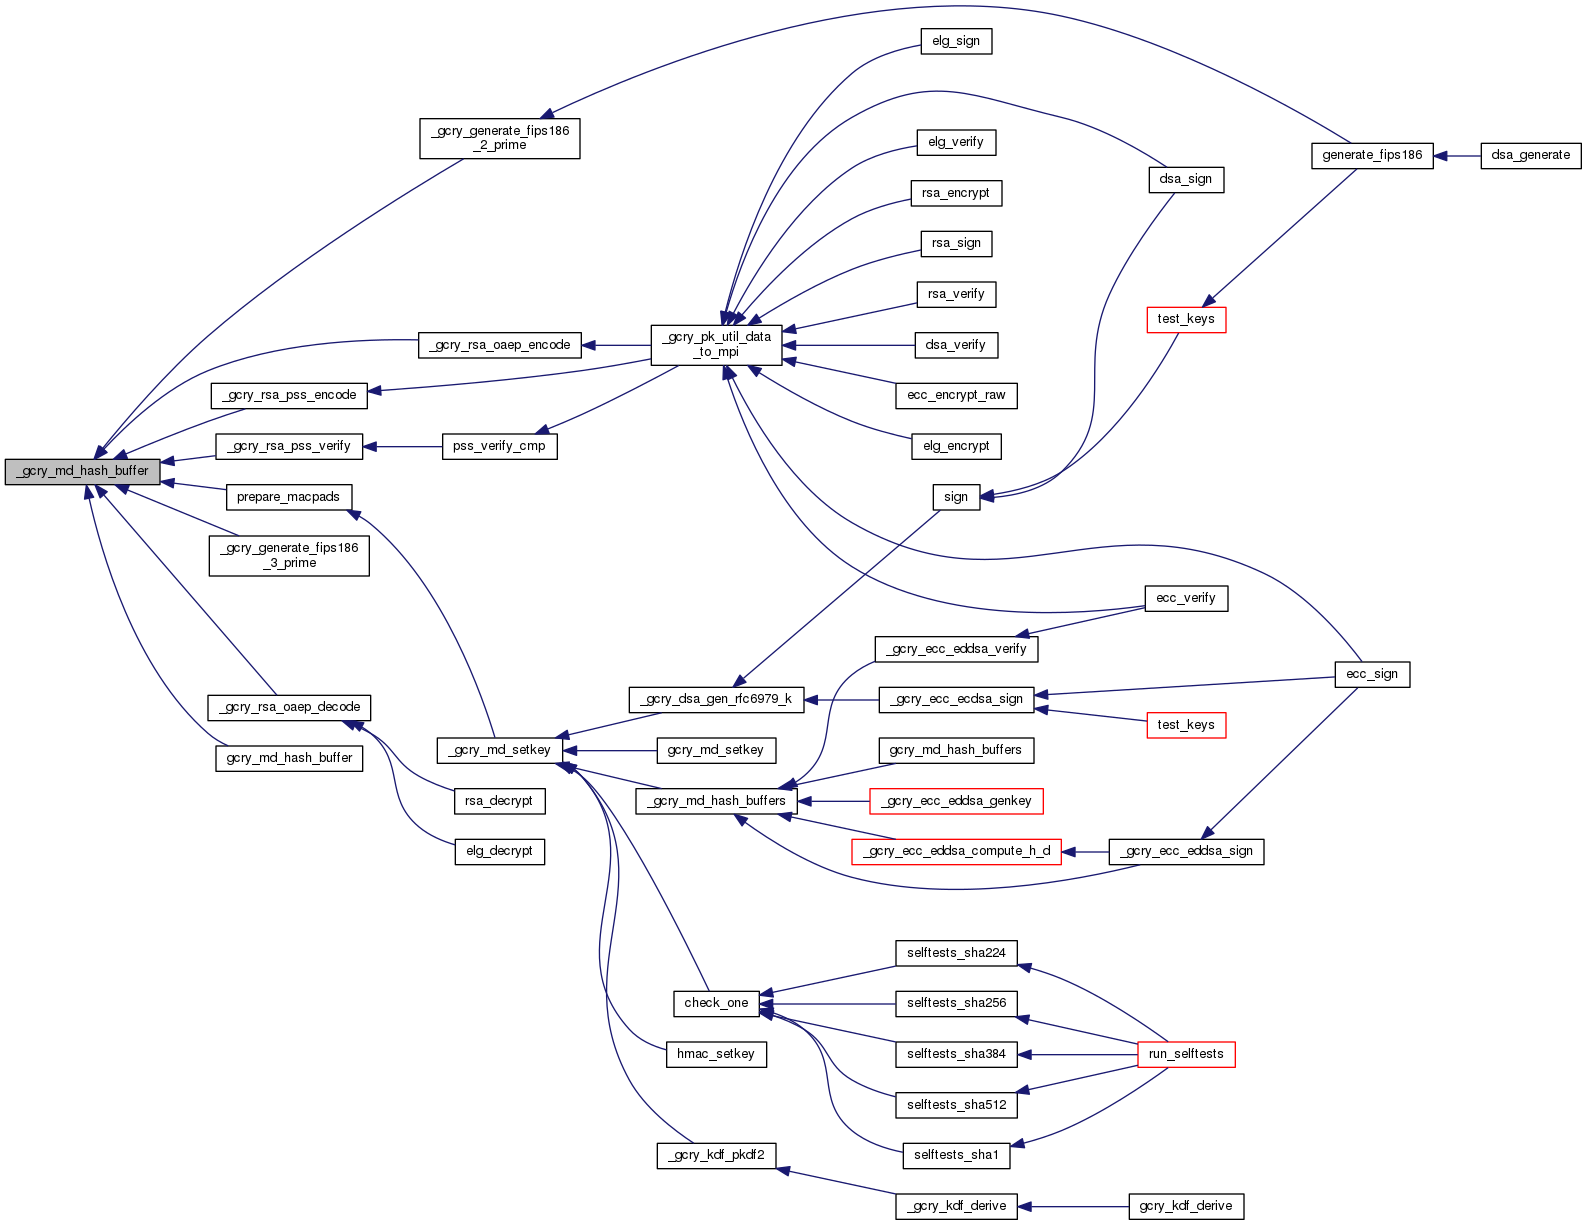 elg_sign
_gcry_generate_fips186
_2_prime
elg_verify
generate_fips186
dsa_generate
dsa_sign
rsa_encrypt
rsa_sign
rsa_verify
test_keys
_gcry_rsa_oaep_encode
_gcry_pk_util_data
_to_mpi
dsa_verify
_gcry_rsa_pss_encode
ecc_encrypt_raw
_gcry_rsa_pss_verify
pss_verify_cmp
elg_encrypt
_gcry_md_hash_buffer
prepare_macpads
sign
_gcry_generate_fips186
_3_prime
ecc_verify
_gcry_ecc_eddsa_verify
ecc_sign
_gcry_rsa_oaep_decode
_gcry_dsa_gen_rfc6979_k
_gcry_ecc_ecdsa_sign
test_keys
gcry_md_hash_buffer
_gcry_md_setkey
gcry_md_setkey
gcry_md_hash_buffers
rsa_decrypt
_gcry_md_hash_buffers
_gcry_ecc_eddsa_genkey
elg_decrypt
_gcry_ecc_eddsa_compute_h_d
_gcry_ecc_eddsa_sign
selftests_sha224
check_one
selftests_sha256
hmac_setkey
selftests_sha384
run_selftests
selftests_sha512
_gcry_kdf_pkdf2
selftests_sha1
_gcry_kdf_derive
gcry_kdf_derive